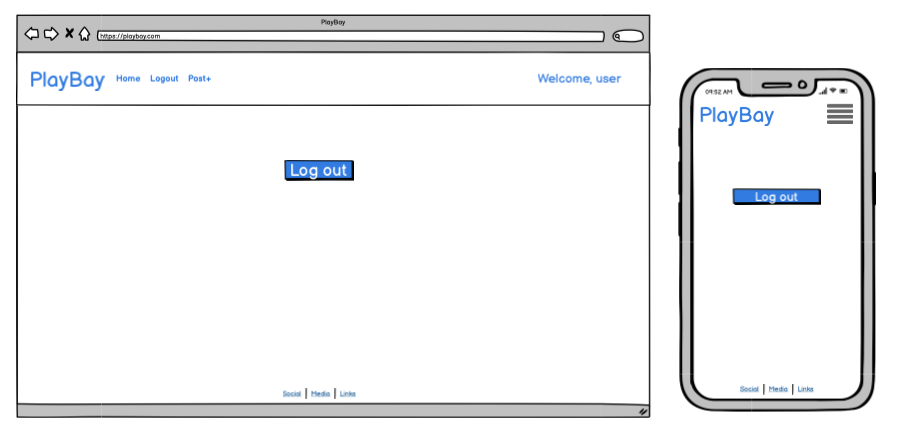 PlayBay
https://playbay.com
PlayBay Home Logout Post+ Welcome, user
Log out
Social | Media | Links
09:52 AM
PlayBay
Log out
Social | Media | Links